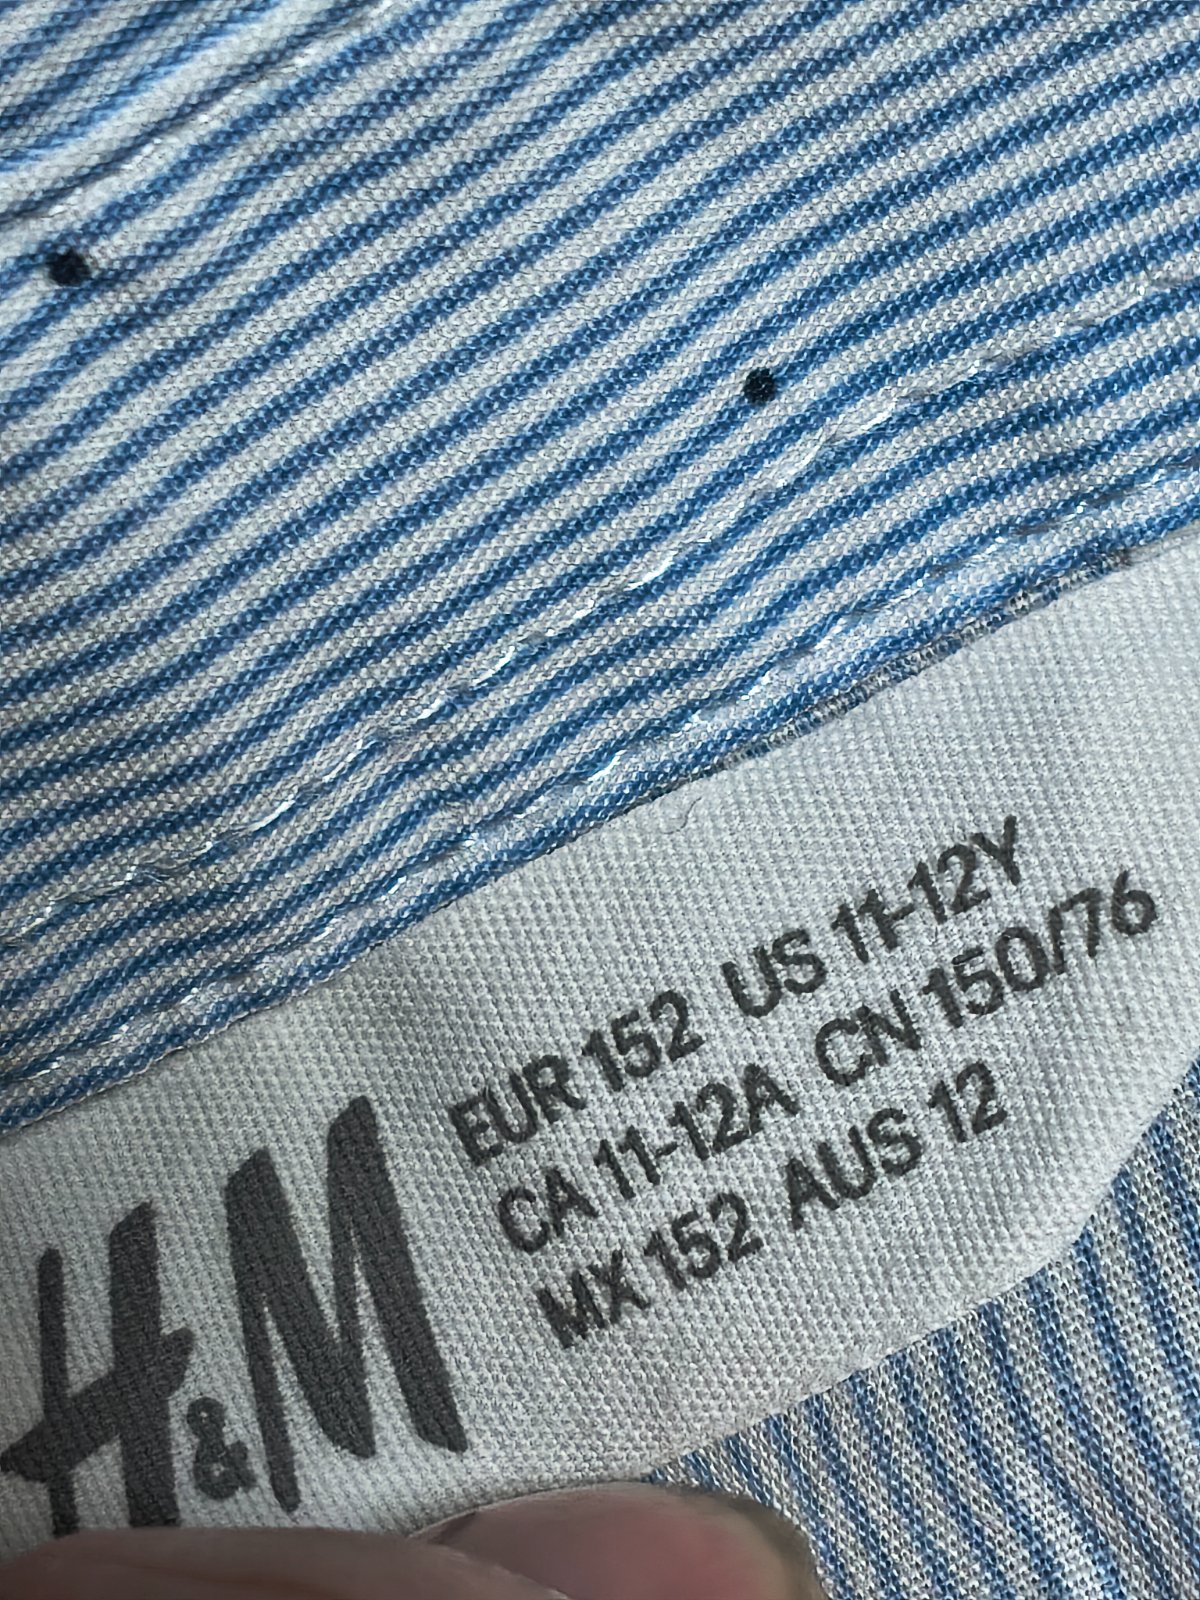 H&M
EUR 152 US 11-12Y
CA 11-12A CN 150/76
MX 152 AUS 12